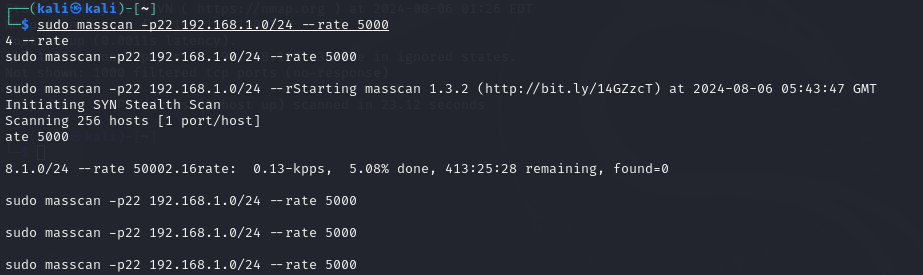 (kali㉿kali)-[~]
$ sudo masscan -p22 192.168.1.0/24 --rate 5000
4 --rate
sudo masscan -p22 192.168.1.0/24 --rate 5000
sudo masscan -p22 192.168.1.0/24 --rStarting masscan 1.3.2 (http://bit.ly/14GZzcT) at 2024-08-06 05:43:47 GMT
Initiating SYN Stealth Scan
Scanning 256 hosts [1 port/host]
ate 5000
8.1.0/24 --rate 50002.16rate: 0.13-kpps, 5.08% done, 413:25:28 remaining, found=0
sudo masscan -p22 192.168.1.0/24 --rate 5000
sudo masscan -p22 192.168.1.0/24 --rate 5000
sudo masscan -p22 192.168.1.0/24 --rate 5000